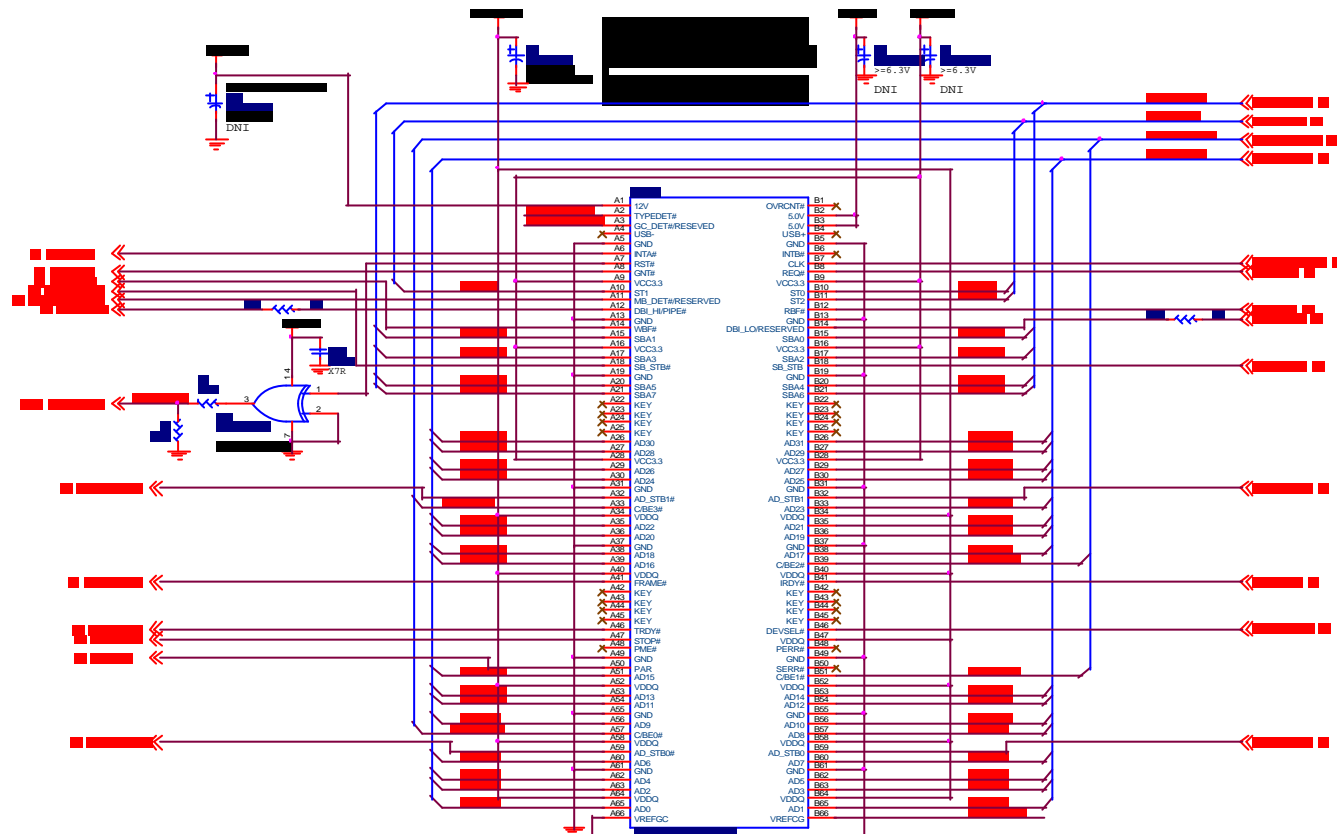 >=6.3V
>=6.3V
DNI
DNI
DNI
A1 12V OVRCNT# B1
A2 TYPEDET# 5.0V B2
A3 GC_DET#/RESEVED 5.0V B3
A4 USB- USB+ B4
A5 GND GND B5
A6 INTA# INTB# B6
A7 RST# CLK B7
A8 GNT# REQ# B8
A9 VCC3.3 VCC3.3 B9
A10 ST1 ST0 B10
A11 MB_DET#/RESERVED ST2 B11
A12 DBI_HI/PIPE# RBF# B12
A13 GND GND B13
A14 WBF# DBI_LO/RESERVED B14
A15 SBA1 SBA0 B15
A16 VCC3.3 VCC3.3 B16
A17 SBA3 SBA2 B17
A18 SB_STB# SB_STB B18
X7R
14
A19 GND GND B19
A20 SBA5 SBA4 B20
A21 SBA7 SBA6 B21
1
3
2
7
A22 KEY KEY B22
A23 KEY KEY B23
A24 KEY KEY B24
A25 KEY KEY B25
A26 AD30 AD31 B26
A27 AD28 AD29 B27
A28 VCC3.3 VCC3.3 B28
A29 AD26 AD27 B29
A30 AD24 AD25 B30
A31 GND GND B31
A32 AD_STB1# AD_STB1 B32
A33 C/BE3# AD23 B33
A34 VDDQ VDDQ B34
A35 AD22 AD21 B35
A36 AD20 AD19 B36
A37 GND GND B37
A38 AD18 AD17 B38
A39 AD16 C/BE2# B39
A40 VDDQ VDDQ B40
A41 FRAME# IRDY# B41
A42 KEY KEY B42
A43 KEY KEY B43
A44 KEY KEY B44
A45 KEY KEY B45
A46 TRDY# DEVSEL# B46
A47 STOP# VDDQ B47
A48 PME# PERR# B48
A49 GND GND B49
A50 PAR SERR# B50
A51 AD15 C/BE1# B51
A52 VDDQ VDDQ B52
A53 AD13 AD14 B53
A54 AD11 AD12 B54
A55 GND GND B55
A56 AD9 AD10 B56
A57 C/BE0# AD8 B57
A58 VDDQ VDDQ B58
A59 AD_STB0# AD_STB0 B59
A60 AD6 AD7 B60
A61 GND GND B61
A62 AD4 AD5 B62
A63 AD2 AD3 B63
A64 VDDQ VDDQ B64
A65 AD0 AD1 B65
A66 VREFGC VREFCG B66